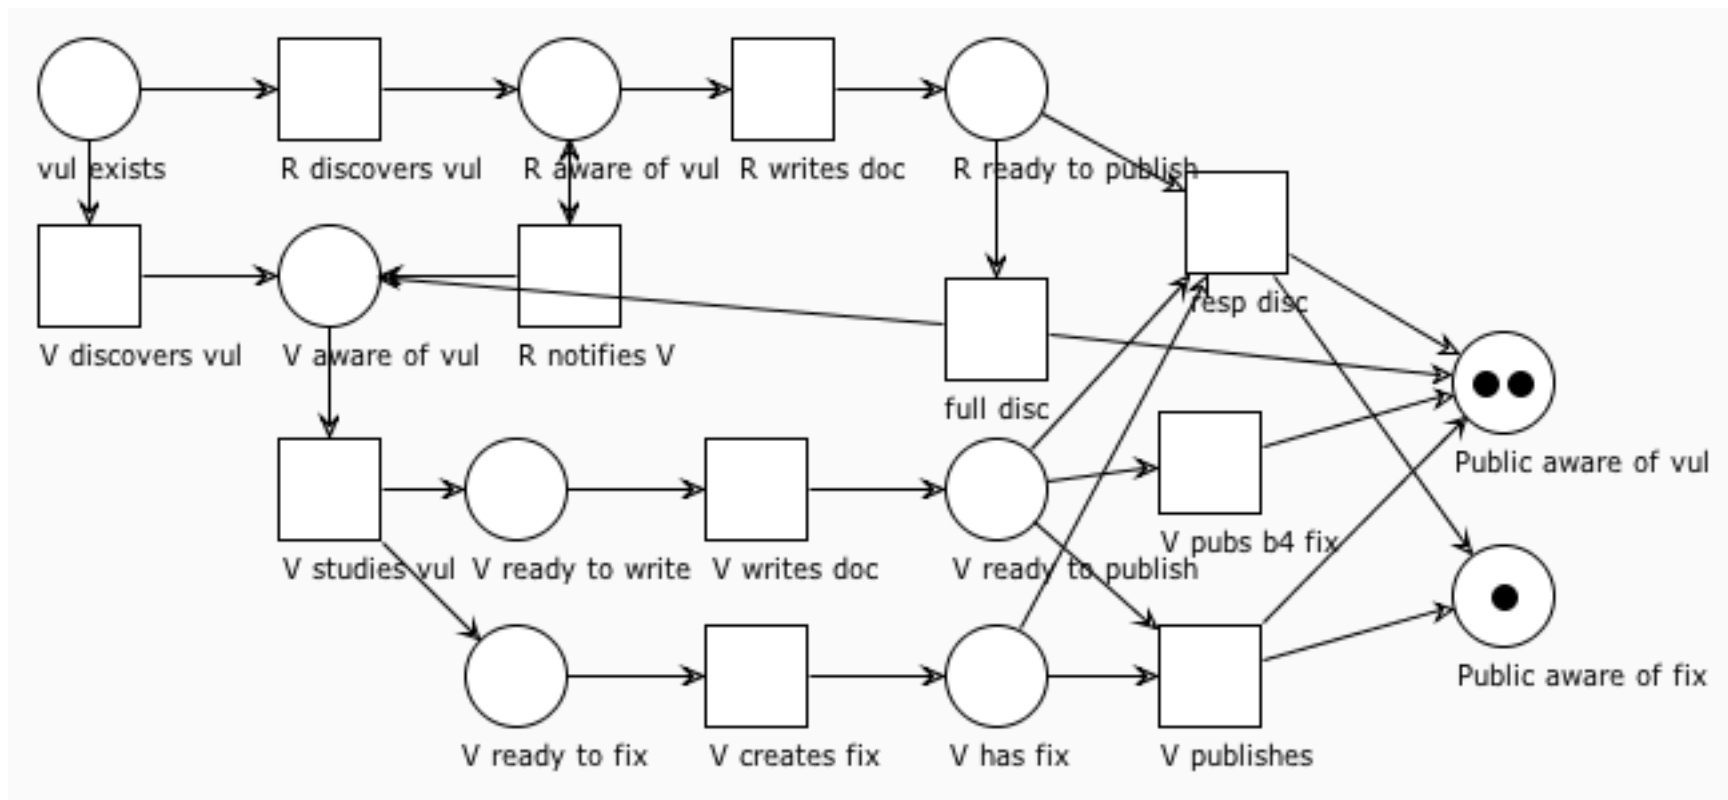 vul exists
R discovers vul
R aware of vul
R writes doc
R ready to publish
resp disc
V discovers vul
V aware of vul
R notifies V
full disc
Public aware of vul
V pubs b4 fix
V studies vul
V ready to write
V writes doc
V ready to publish
Public aware of fix
V ready to fix
V creates fix
V has fix
V publishes